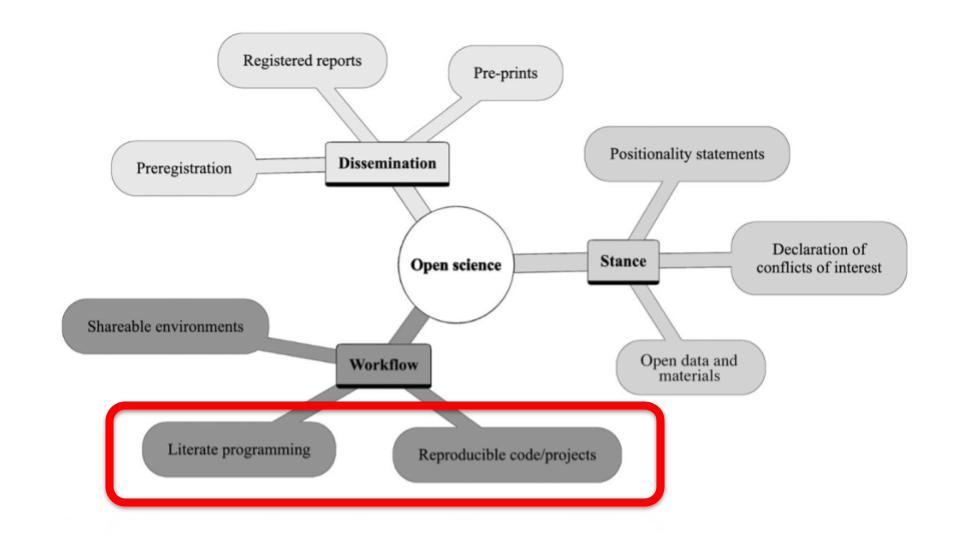 Registered reports
Pre-prints
Preregistration
Dissemination
Positionality statements
Open science
Stance
Declaration of
conflicts of interest
Shareable environments
Workflow
Open data and
materials
Literate programming
Reproducible code/projects